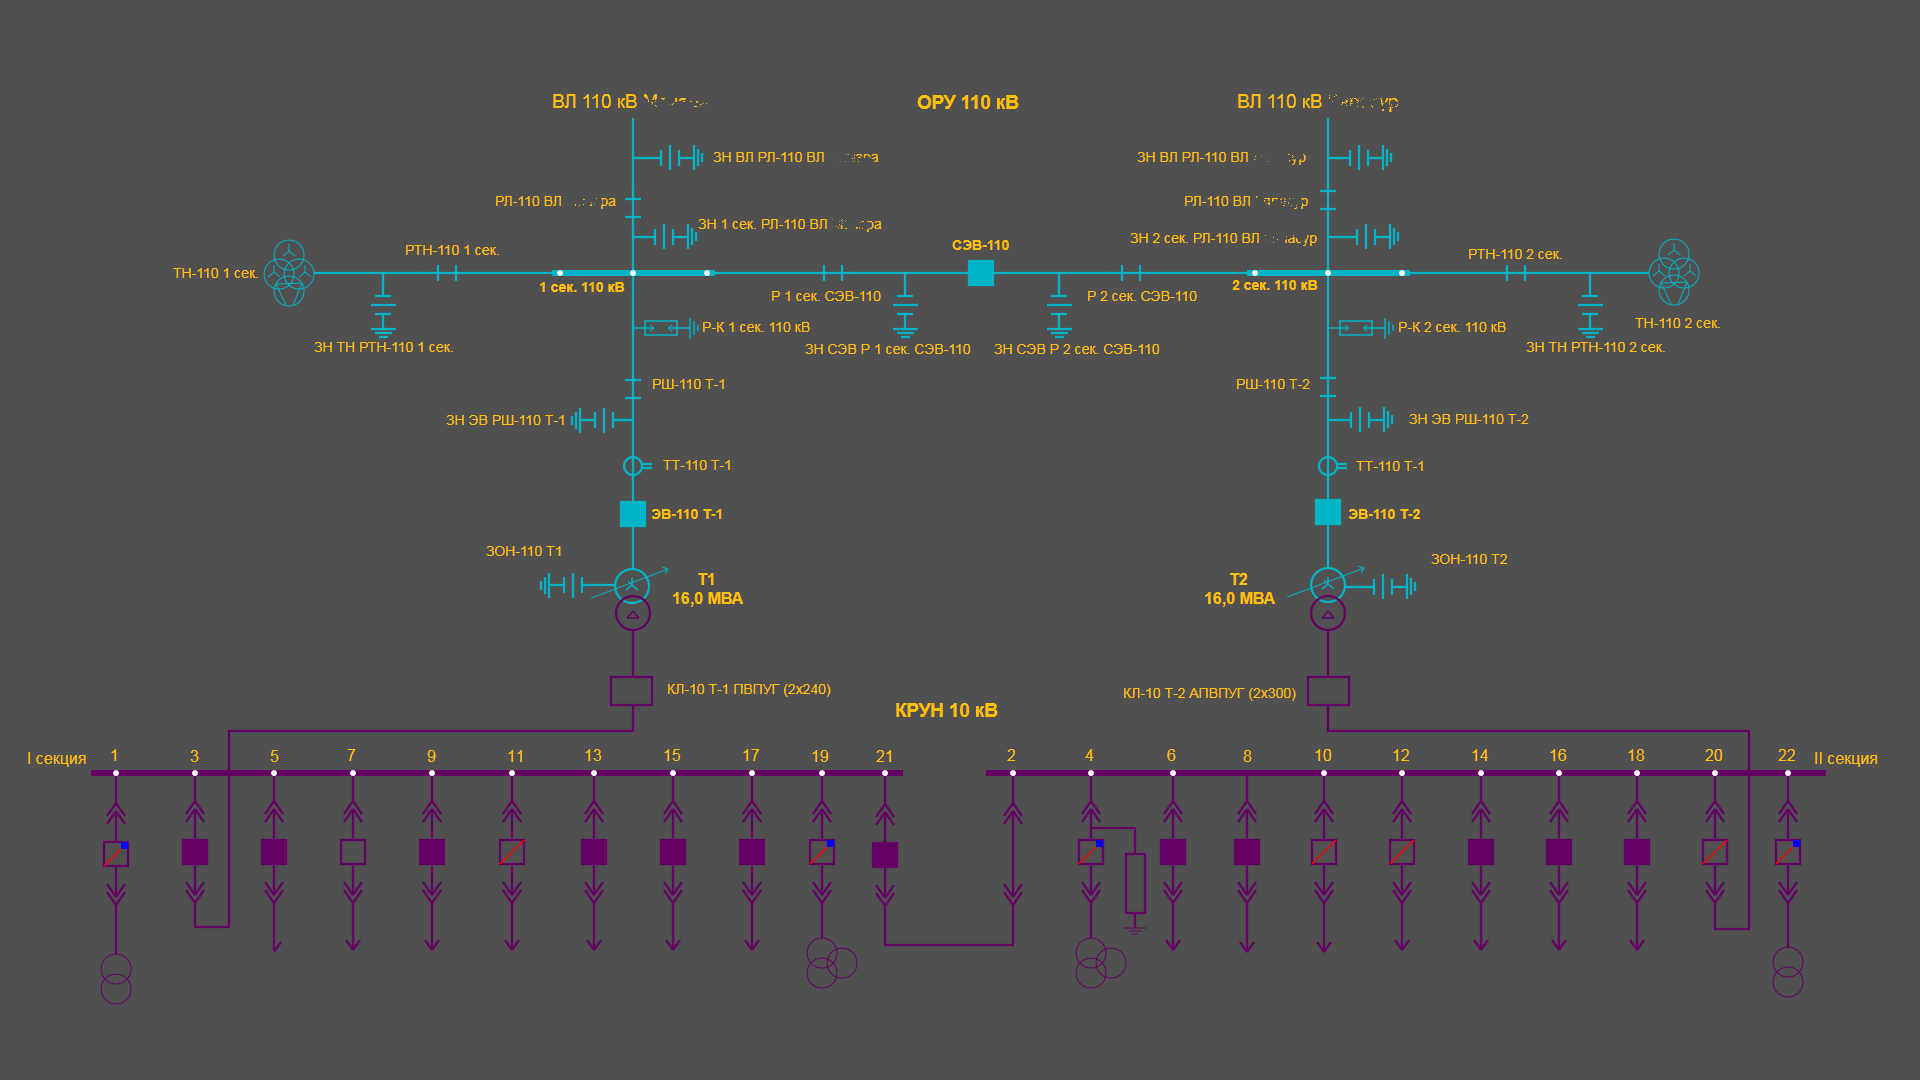 ВЛ 110 кВ
ОРУ 110 кВ
ВЛ 110 кВ
ЗН ВЛ РЛ-110 ВЛ
ЗН ВЛ РЛ-110 ВЛ
РЛ-110 ВЛ
РЛ-110 ВЛ
ЗН 1 сек. РЛ-110 ВЛ
ЗН 2 сек. РЛ-110 ВЛ
СЭВ-110
РТН-110 1 сек.
РТН-110 2 сек.
ТН-110 1 сек.
1 сек. 110 кВ
2 сек. 110 кВ
Р 1 сек. СЭВ-110
Р 2 сек. СЭВ-110
ТН-110 2 сек.
Р-К 1 сек. 110 кВ
Р-К 2 сек. 110 кВ
ЗН ТН РТН-110 1 сек.
ЗН СЭВ Р 1 сек. СЭВ-110
ЗН СЭВ Р 2 сек. СЭВ-110
ЗН ТН РТН-110 2 сек.
РШ-110 Т-1
РШ-110 Т-2
ЗН ЭВ РШ-110 Т-1
ЗН ЭВ РШ-110 Т-2
ТТ-110 Т-1
ТТ-110 Т-1
ЭВ-110 Т-1
ЭВ-110 Т-2
ЗОН-110 Т1
ЗОН-110 Т2
Т1
16,0 МВА
Т2
16,0 МВА
КЛ-10 Т-1 ПВПУГ (2х240)
КЛ-10 Т-2 АПВПУГ (2х300)
КРУН 10 кВ
I секция 1 3 5 7 9 11 13 15 17 19 21 2 4 6 8 10 12 14 16 18 20 22 II секция